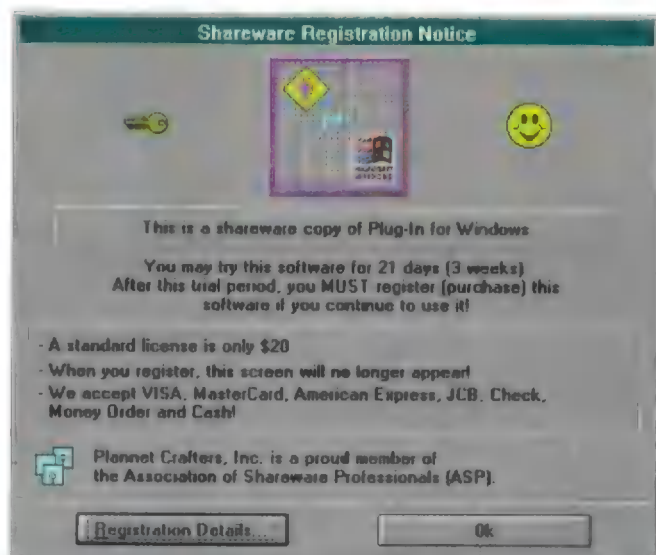 Shareware Registration Notice
MICROSOFT
WINDOWS
This is a shareware copy of Plug-In for Windows
You may try this software for 21 days (3 weeks)
After this trial period, you MUST register (purchase) this
software if you continue to use it!
- A standard license is only $20
- When you register, this screen will no longer appear!
- We accept VISA, MasterCard, American Express, JCB, Check,
Money Order and Cash!
Plannet Crafters, Inc. is a proud member of
the Association of Shareware Professionals (ASP).
Registration Details...
Ok